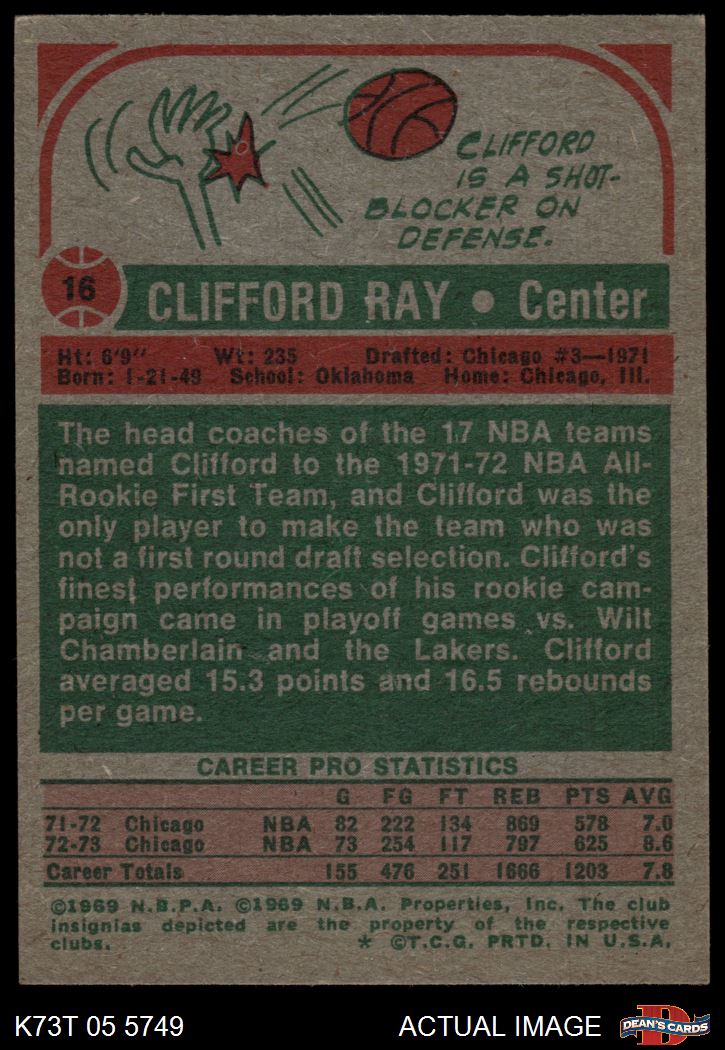 CLIFFORD
IS A SHOT-
BLOCKER ON
DEFENSE.
16 CLIFFORD RAY • Center
Ht: 6'9" Wt: 235 Drafted: Chicago #3—1971
Born: 1-21-49 School: Oklahoma Home: Chicago, Ill.
The head coaches of the 17 NBA teams
named Clifford to the 1971-72 NBA All-
Rookie First Team, and Clifford was the
only player to make the team who was
not a first round draft selection. Clifford's
finest performances of his rookie cam-
paign came in playoff games vs. Wilt
Chamberlain and the Lakers. Clifford
averaged 15.3 points and 16.5 rebounds
per game.
CAREER PRO STATISTICS
G FG FT REB PTS AVG
71-72 Chicago NBA 82 222 134 869 578 7.0
72-73 Chicago NBA 73 254 117 797 625 8.6
Career Totals 155 476 251 1666 1203 7.8
©1969 N.B.P.A. ©1969 N.B.A. Properties, Inc. The club
insignias depicted are the property of the respective
clubs. * ©T.C.G. PRTD. IN U.S.A.
K73T 05 5749 ACTUAL IMAGE DEAN'S CARDS